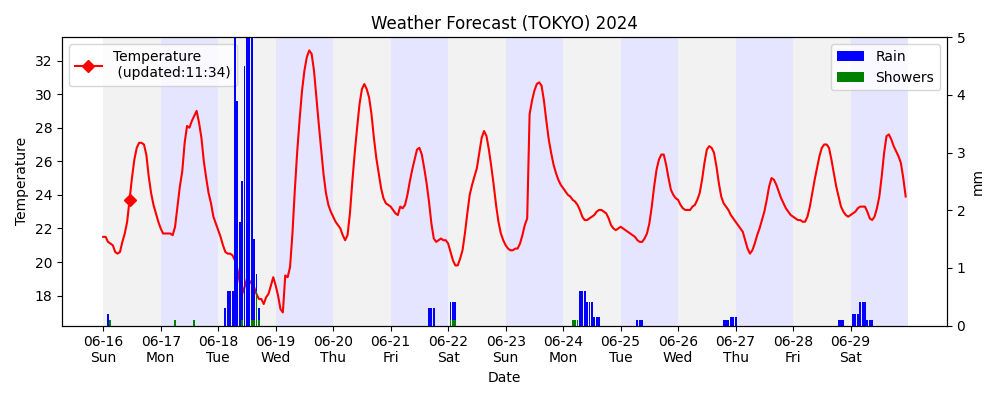 Weather Forecast (TOKYO) 2024
Temperature
(updated:11:34)
Rain
Showers
Temperature
32
30
28
26
24
22
20
18
5
4
3
2
1
0
mm
06-16 06-17 06-18 06-19 06-20 06-21 06-22 06-23 06-24 06-25 06-26 06-27 06-28 06-29
Sun Mon Tue Wed Thu Fri Sat Sun Mon Tue Wed Thu Fri Sat
Date